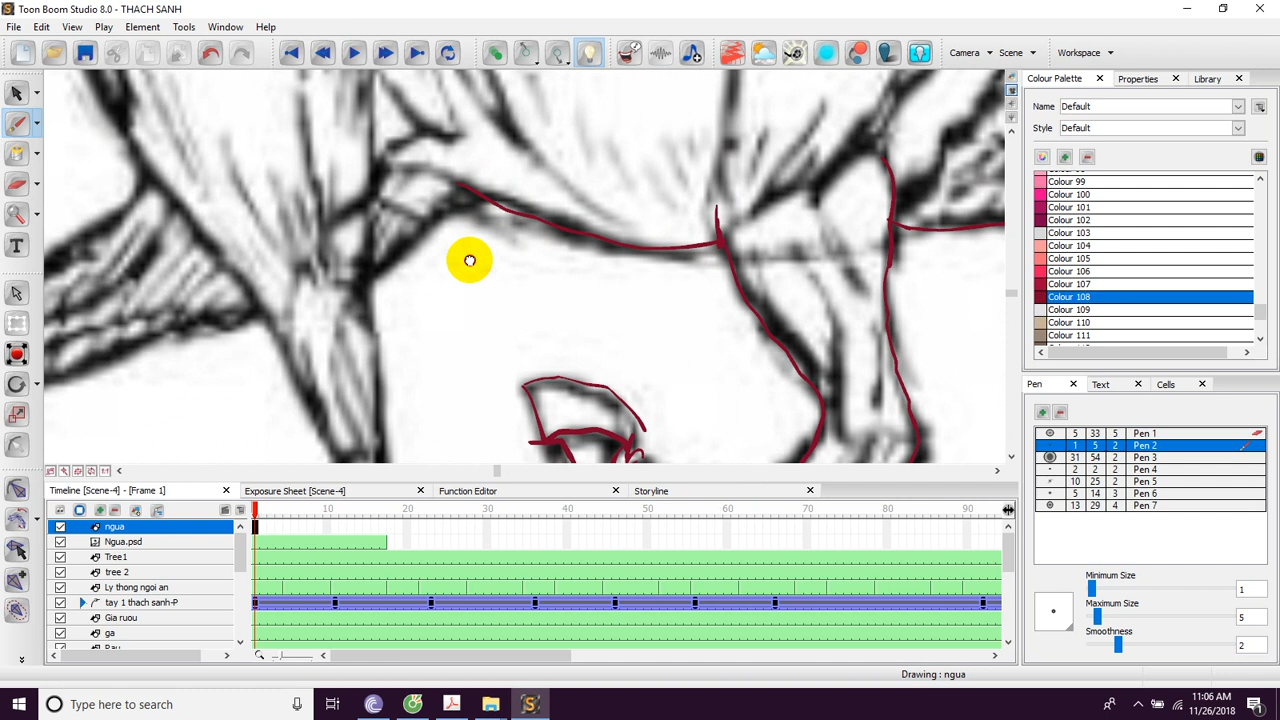 Toon Boom Studio 8.0 - THACH SANH
File Edit View Play Element Tools Window Help
Camera Scene Workspace
Colour Palette Properties Library
Name Default
Style Default
Colour 99
Colour 100
Colour 101
Colour 102
Colour 103
Colour 104
Colour 105
Colour 106
Colour 107
Colour 108
Colour 109
Colour 110
Colour 111
Pen Text Cells
5 33 5 Pen 1
1 5 2 Pen 2
31 54 2 Pen 3
2 2 2 Pen 4
10 25 2 Pen 5
5 14 3 Pen 6
13 29 4 Pen 7
Minimum Size
1
Maximum Size
5
Smoothness
2
Timeline [Scene-4] - [Frame 1] Exposure Sheet [Scene-4] Function Editor Storyline
10 20 30 40 50 60 70 80 90
ngua
Ngua.psd
Tree1
tree 2
Ly thong ngoi an
tay 1 thach sanh-P
Gia ruou
ga
Drawing : ngua
Type here to search
11:06 AM
11/26/2018